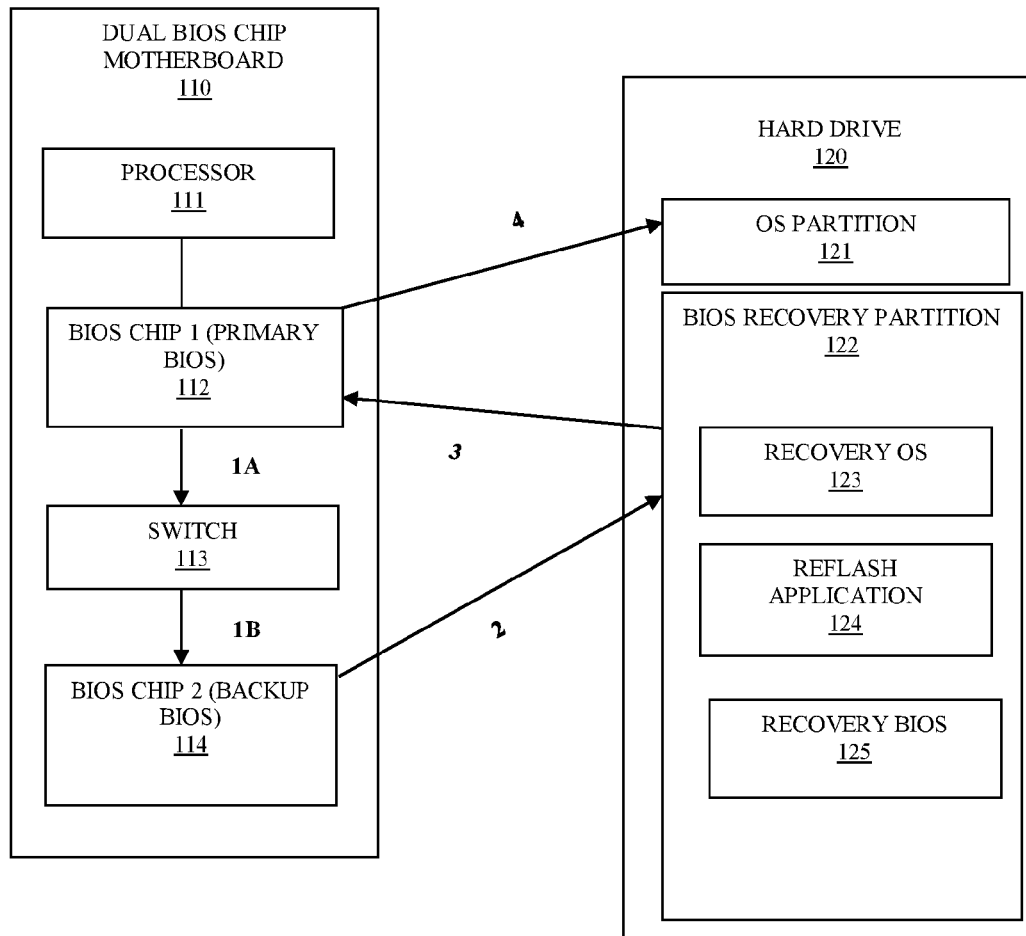 DUAL BIOS CHIP
MOTHERBOARD
110
PROCESSOR
111
BIOS CHIP 1 (PRIMARY
BIOS)
112
1A
SWITCH
113
1B
BIOS CHIP 2 (BACKUP
BIOS)
114
4
3
2
HARD DRIVE
120
OS PARTITION
121
BIOS RECOVERY PARTITION
122
RECOVERY OS
123
REFLASH
APPLICATION
124
RECOVERY BIOS
125